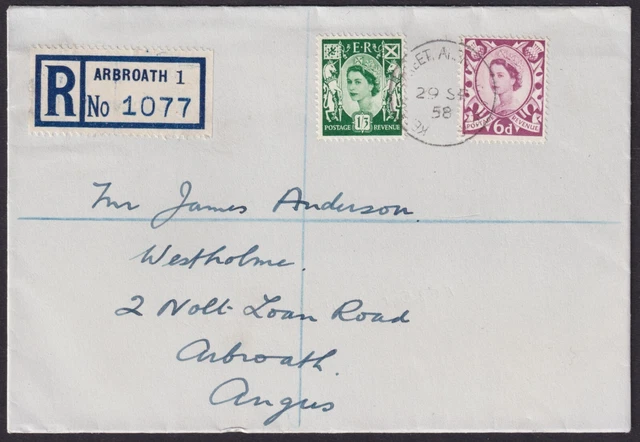 R
ARBROATH 1
No 1077
E R
1/3
POSTAGE REVENUE
29 SE
58
6d
POSTAGE REVENUE
Mr James Anderson
Westholme.
2 Nolt Loan Road
Arbroath.
Angus